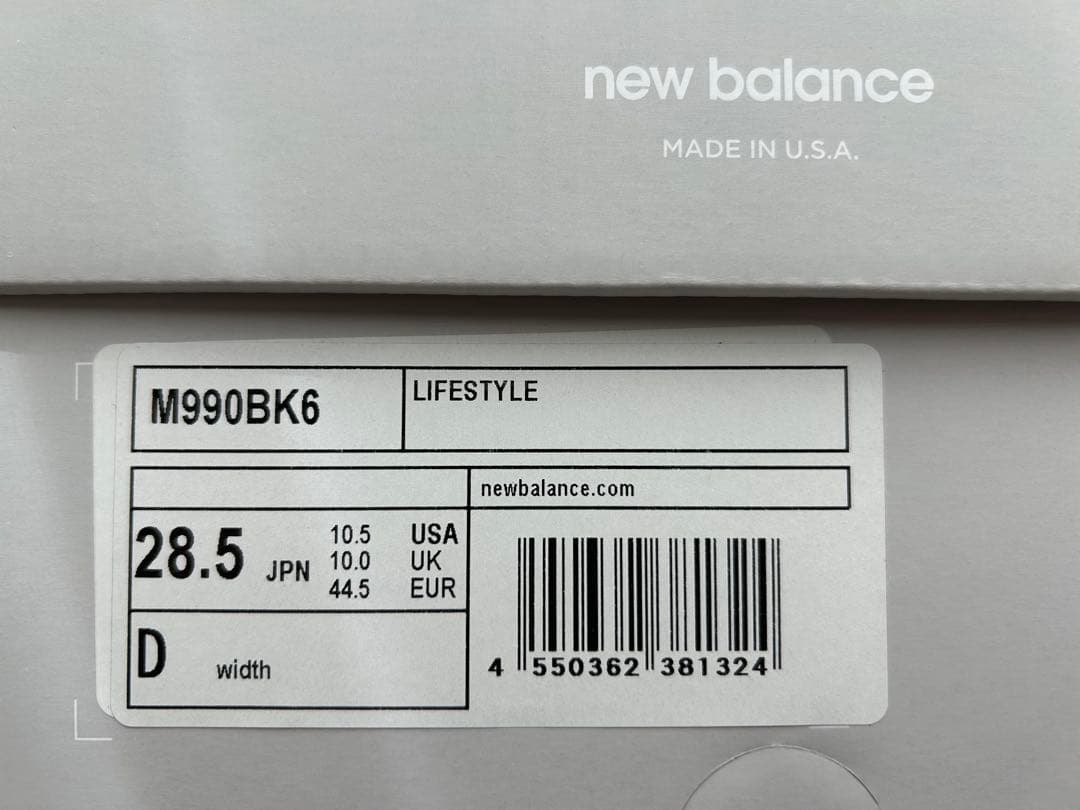 new balance
MADE IN U.S.A.
M990BK6
LIFESTYLE
newbalance.com
28.5 JPN
10.5 USA
10.0 UK
44.5 EUR
D width
4 550362 381324